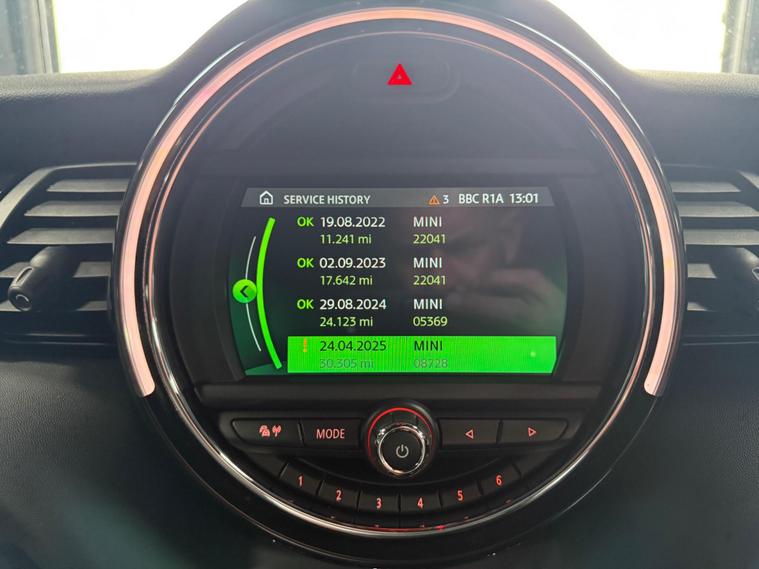 SERVICE HISTORY 3 BBC R1A 13:01
OK 19.08.2022 MINI
11.241 mi 22041
OK 02.09.2023 MINI
17.642 mi 22041
OK 29.08.2024 MINI
24.123 mi 05369
! 24.04.2025 MINI
30.305 mi 08728
MODE
1 2 3 4 5 6